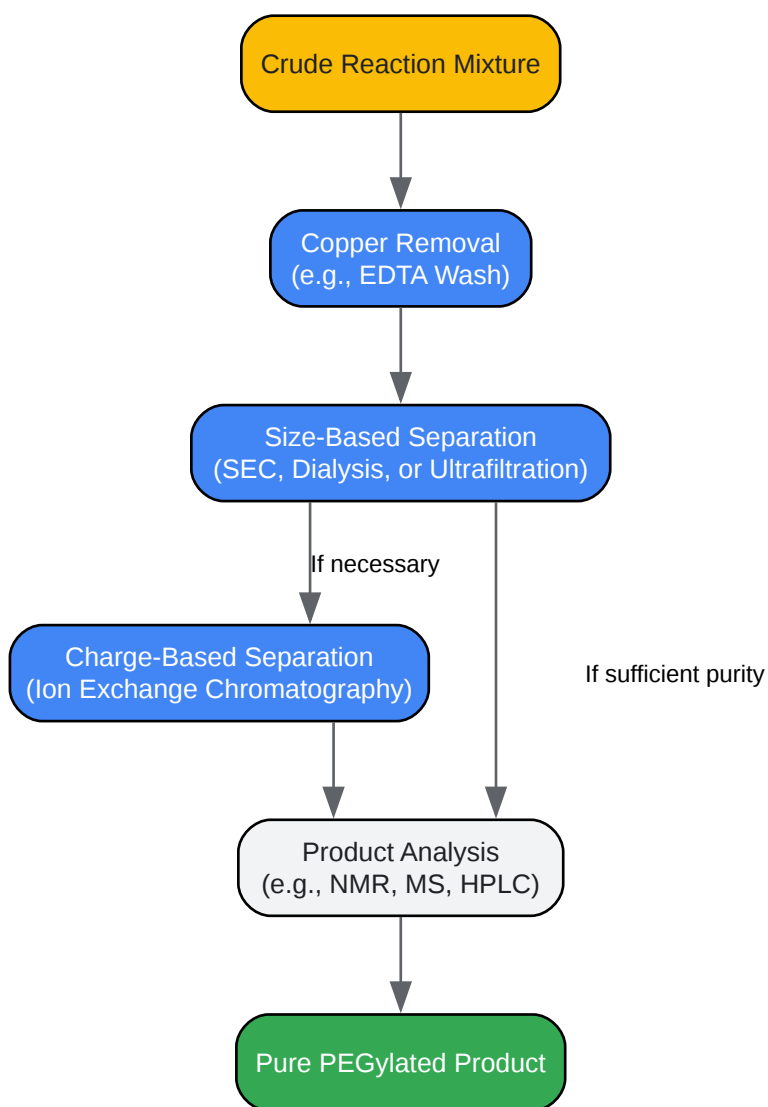 Crude Reaction Mixture
Copper Removal
(e.g., EDTA Wash)
Size-Based Separation
(SEC, Dialysis, or Ultrafiltration)
If necessary
Charge-Based Separation
(Ion Exchange Chromatography)
If sufficient purity
Product Analysis
(e.g., NMR, MS, HPLC)
Pure PEGylated Product